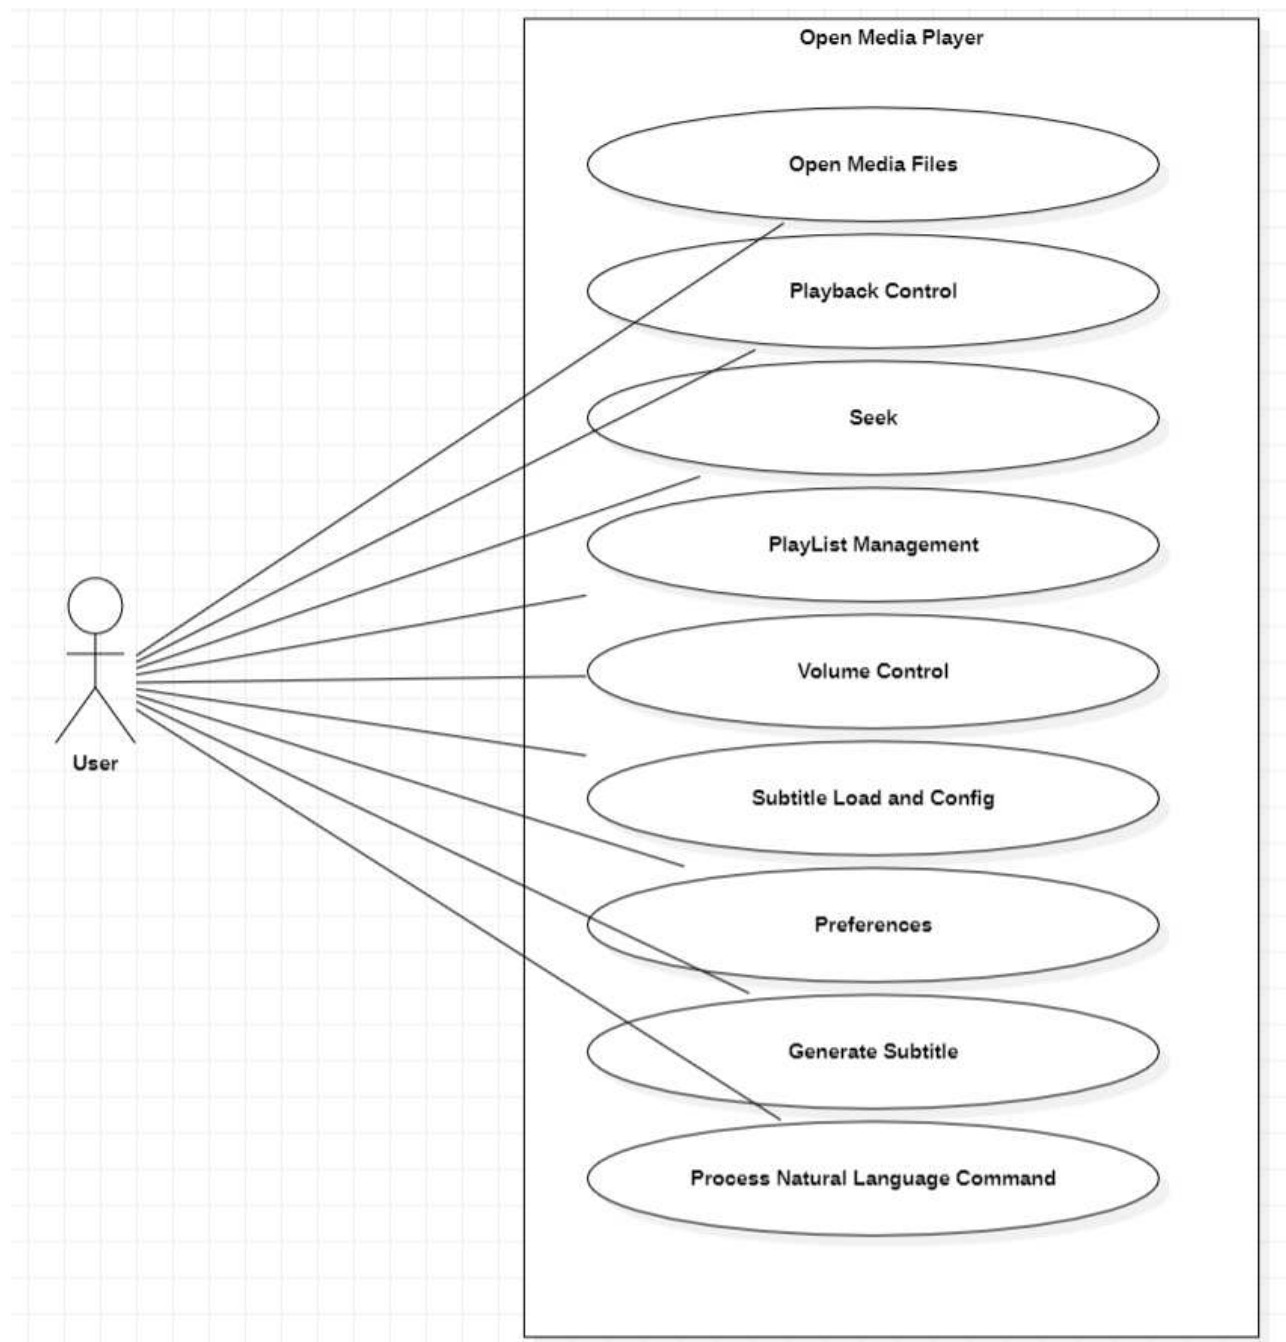 Open Media Player
Open Media Files
Playback Control
Seek
PlayList Management
Volume Control
User
Subtitle Load and Config
Preferences
Generate Subtitle
Process Natural Language Command